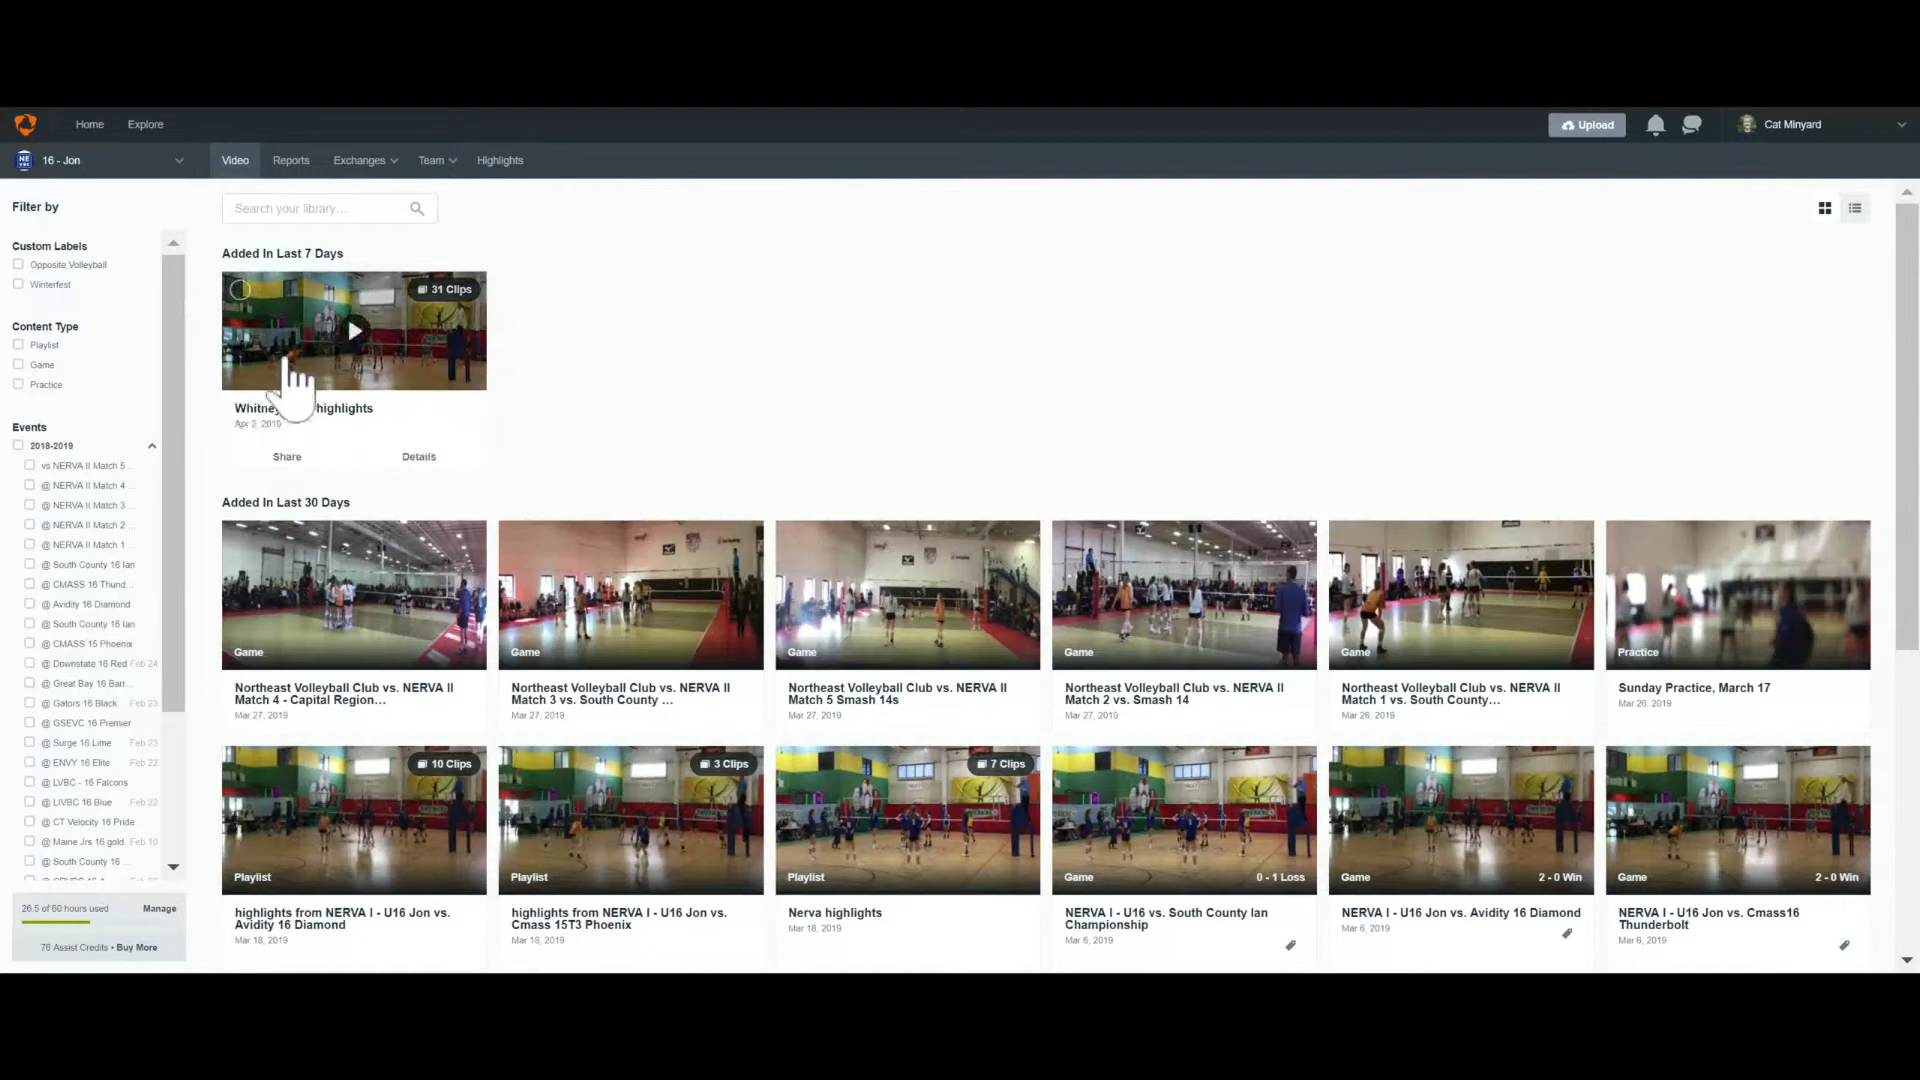 Home
Explore
Upload
Cat Minyard
NE
16 - Jon
Video
Reports
Exchanges
Team
Highlights
Filter by
Search your library...
Custom Labels
Opposite Volleyball
Winterfest
Content Type
Playlist
Game
Practice
Events
2018-2019
vs NERVA II Match 5 ...
@ NERVA II Match 4 ...
@ NERVA II Match 3 ...
@ NERVA II Match 2 ...
@ NERVA II Match 1 ...
@ South County 16 Ian
@ CMASS 16 Thund...
@ Avidity 16 Diamond
@ South County 16 Ian
@ CMASS 15 Phoenix
@ Downstate 16 Red Feb 24
@ Great Bay 16 Barr...
@ Gators 16 Black Feb 23
@ GSEVC 16 Premier
@ Surge 16 Lime Feb 23
@ ENVY 16 Elite Feb 22
@ LVBC - 16 Falcons
@ LIVBC 16 Blue Feb 22
@ CT Velocity 16 Pride
@ Maine Jrs 16 gold Feb 10
@ South County 16 ...
26.5 of 60 hours used
Manage
76 Assist Credits • Buy More
Added In Last 7 Days
31 Clips
Whitney highlights
Apr 2, 2019
Share
Details
Added In Last 30 Days
Game
Northeast Volleyball Club vs. NERVA II
Match 4 - Capital Region...
Mar 27, 2019
Game
Northeast Volleyball Club vs. NERVA II
Match 3 vs. South County ...
Mar 27, 2019
Game
Northeast Volleyball Club vs. NERVA II
Match 5 Smash 14s
Mar 27, 2019
Game
Northeast Volleyball Club vs. NERVA II
Match 2 vs. Smash 14
Mar 27, 2019
Game
Northeast Volleyball Club vs. NERVA II
Match 1 vs. South County...
Mar 26, 2019
Practice
Sunday Practice, March 17
Mar 26, 2019
10 Clips
Playlist
highlights from NERVA I - U16 Jon vs.
Avidity 16 Diamond
Mar 18, 2019
3 Clips
Playlist
highlights from NERVA I - U16 Jon vs.
Cmass 15T3 Phoenix
Mar 18, 2019
7 Clips
Playlist
Nerva highlights
Mar 18, 2019
Game
0 - 1 Loss
NERVA I - U16 vs. South County Ian
Championship
Mar 6, 2019
Game
2 - 0 Win
NERVA I - U16 Jon vs. Avidity 16 Diamond
Mar 6, 2019
Game
2 - 0 Win
NERVA I - U16 Jon vs. Cmass16
Thunderbolt
Mar 6, 2019